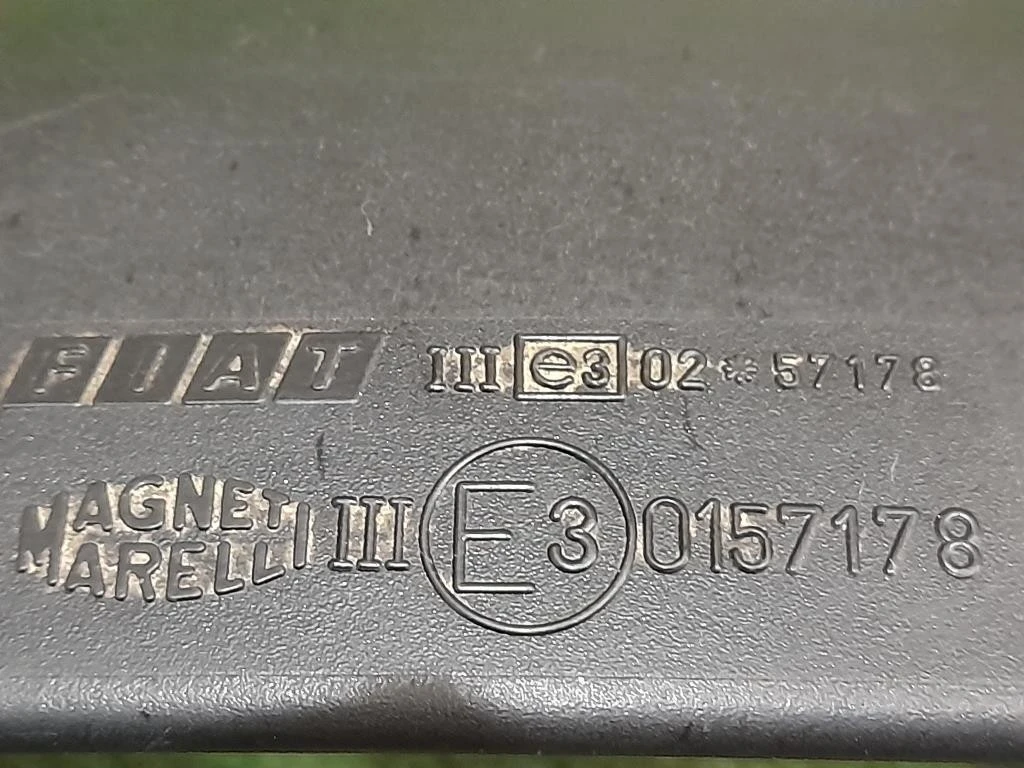 FIAT III e3 02*57178
MAGNETI
MARELLI III E3 0157178